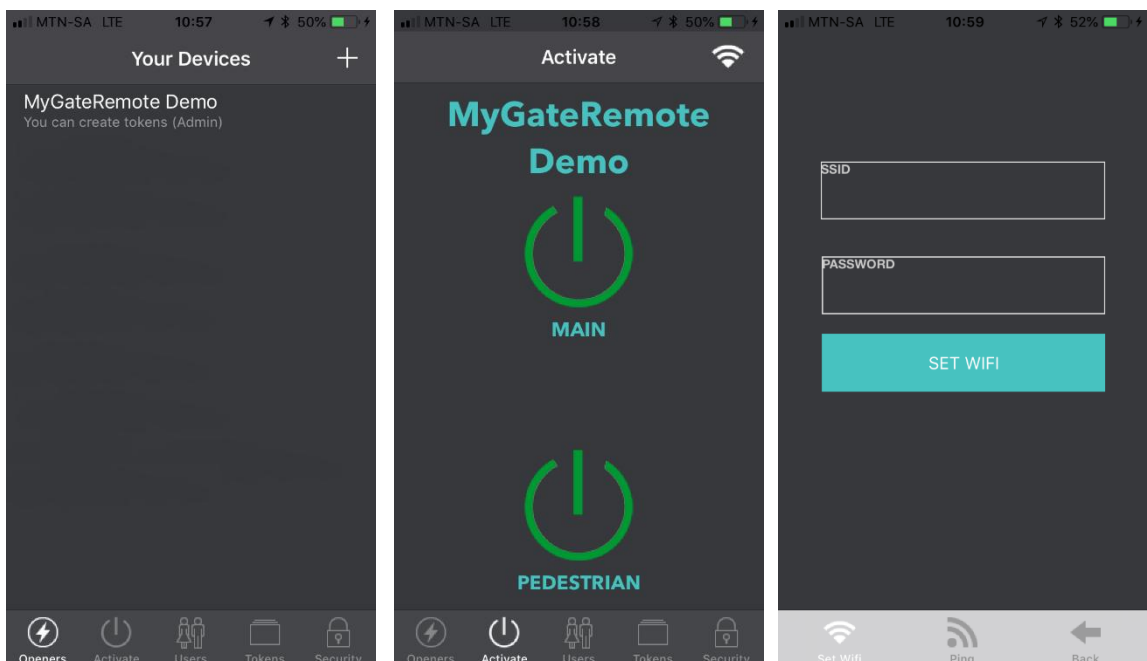 MTN-SA LTE 10:57 50%
Your Devices
MyGateRemote Demo
You can create tokens (Admin)
Openers Activate Users Tokens Security
MTN-SA LTE 10:58 50%
Activate
MyGateRemote
Demo
MAIN
PEDESTRIAN
Openers Activate Users Tokens Security
MTN-SA LTE 10:59 52%
SSID
PASSWORD
SET WIFI
Set Wifi Ping Back